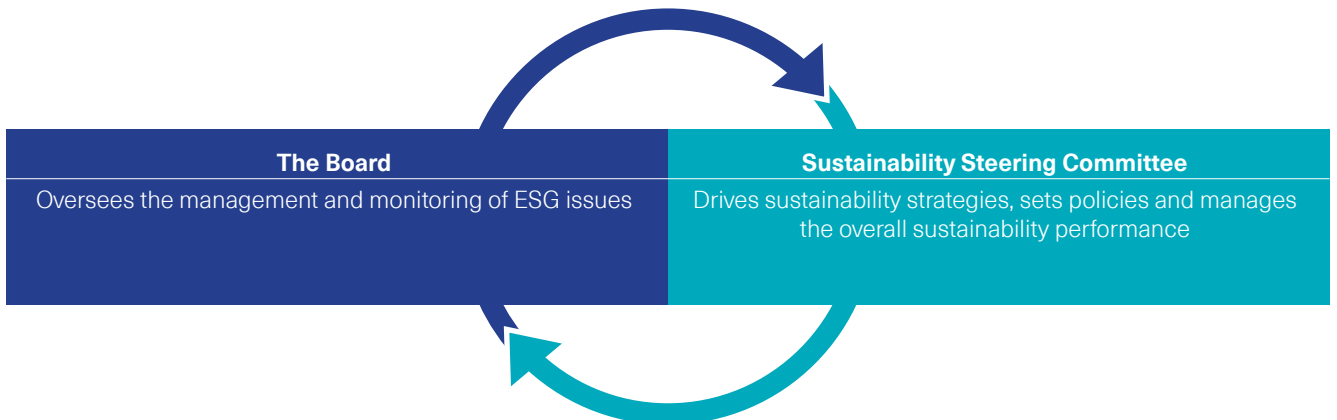 The Board
Oversees the management and monitoring of ESG issues
Sustainability Steering Committee
Drives sustainability strategies, sets policies and manages
the overall sustainability performance